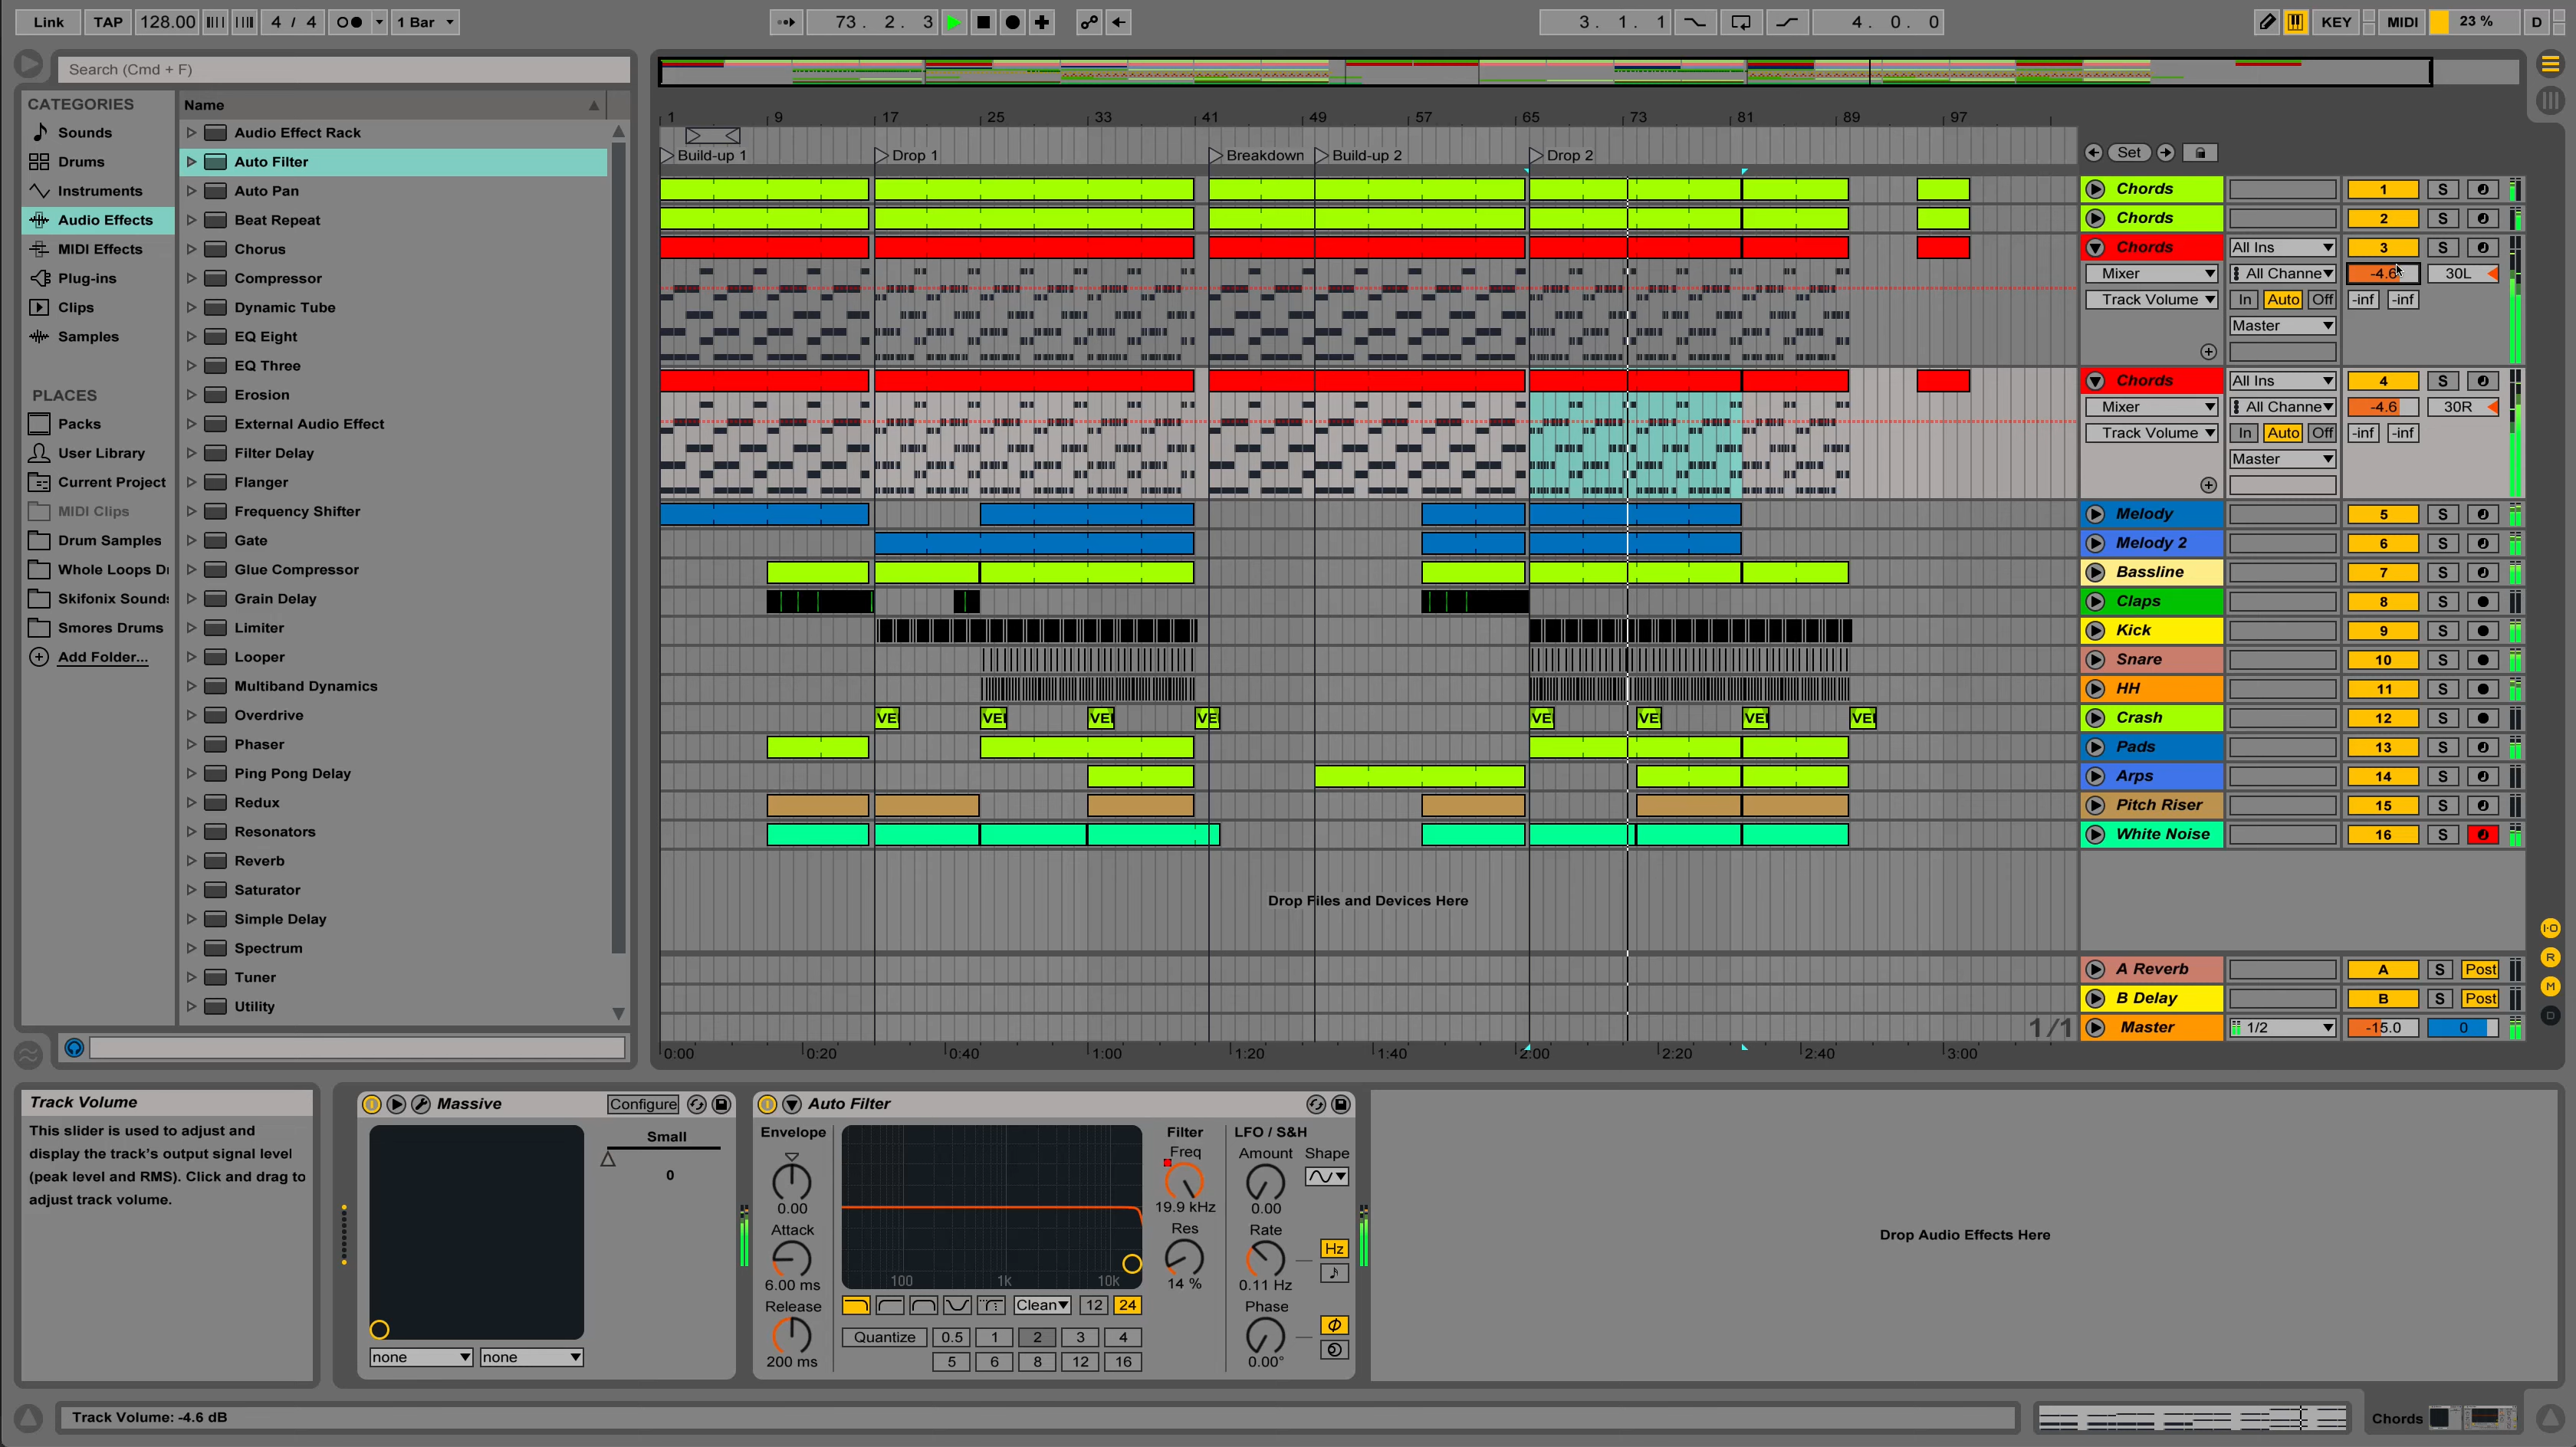 Link TAP 128.00 4 / 4 1 Bar 73. 2. 3 3. 1. 1 4. 0. 0 KEY MIDI 23 % D
Search (Cmd + F)
CATEGORIES
Sounds
Drums
Instruments
Audio Effects
MIDI Effects
Plug-ins
Clips
Samples
PLACES
Packs
User Library
Current Project
MIDI Clips
Drum Samples
Whole Loops
Skifonix Sound
Smores Drums
Add Folder...
Name
Audio Effect Rack
Auto Filter
Auto Pan
Beat Repeat
Chorus
Compressor
Dynamic Tube
EQ Eight
EQ Three
Erosion
External Audio Effect
Filter Delay
Flanger
Frequency Shifter
Gate
Glue Compressor
Grain Delay
Limiter
Looper
Multiband Dynamics
Overdrive
Phaser
Ping Pong Delay
Redux
Resonators
Reverb
Saturator
Simple Delay
Spectrum
Tuner
Utility
1 9 17 25 33 41 49 57 65 73 81 89 97
Build-up 1 Drop 1 Breakdown Build-up 2 Drop 2
Set
Chords 1 S
Chords 2 S
Chords All Ins 3 S
Mixer All Channe -4.6 30L
Track Volume In Auto Off -inf -inf
Master
Chords All Ins 4 S
Mixer All Channe -4.6 30R
Track Volume In Auto Off -inf -inf
Master
Melody 5 S
Melody 2 6 S
Bassline 7 S
Claps 8 S
Kick 9 S
Snare 10 S
HH 11 S
VE VE VE VE VE VE VE VE
Crash 12 S
Pads 13 S
Arps 14 S
Pitch Riser 15 S
White Noise 16 S
Drop Files and Devices Here
I·O
R
M
D
A Reverb A S Post
B Delay B S Post
1/1 Master 1/2 -15.0 0
0:00 0:20 0:40 1:00 1:20 1:40 2:00 2:20 2:40 3:00
Track Volume
This slider is used to adjust and
display the track's output signal level
(peak level and RMS). Click and drag to
adjust track volume.
Massive Configure
Small
0
none none
Auto Filter
Envelope
0.00
Attack
6.00 ms
Release
200 ms
100 1k 10k
Clean 12 24
Quantize 0.5 1 2 3 4
5 6 8 12 16
Filter
Freq
19.9 kHz
Res
14 %
LFO / S&H
Amount Shape
0.00
Rate
Hz
0.11 Hz
Phase
0.00°
Drop Audio Effects Here
Track Volume: -4.6 dB
Chords